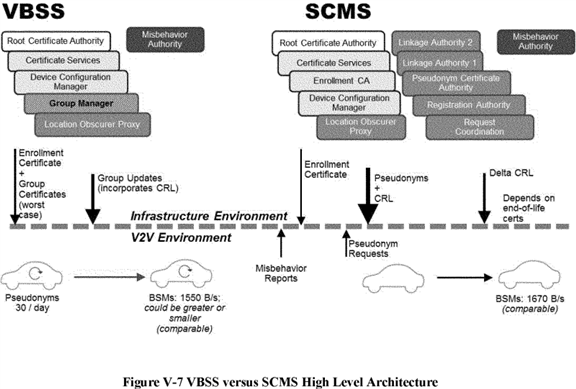 VBSS
SCMS
Root Certificate Authority
Misbehavior
Authority
Certificate Services
Device Configuration
Manager
Group Manager
Location Obscurer Proxy
Root Certificate Authority
Certificate Services
Enrollment CA
Device Configuration
Manager
Location Obscurer
Proxy
Linkage Authority 2
Linkage Authority 1
Pseudonym Certificate
Authority
Registration Authority
Request
Coordination
Misbehavior
Authority
Enrollment
Certificate
+
Group
Certificates
(worst
case)
Group Updates
(incorporates CRL)
Enrollment
Certificate
Pseudonyms
+
CRL
Delta CRL
Depends on
end-of-life
certs
Infrastructure Environment
V2V Environment
Misbehavior
Reports
Pseudonym
Requests
Pseudonyms
30 / day
BSMs: 1550 B/s;
could be greater or
smaller
(comparable)
BSMs: 1670 B/s
(comparable)
Figure V-7 VBSS versus SCMS High Level Architecture